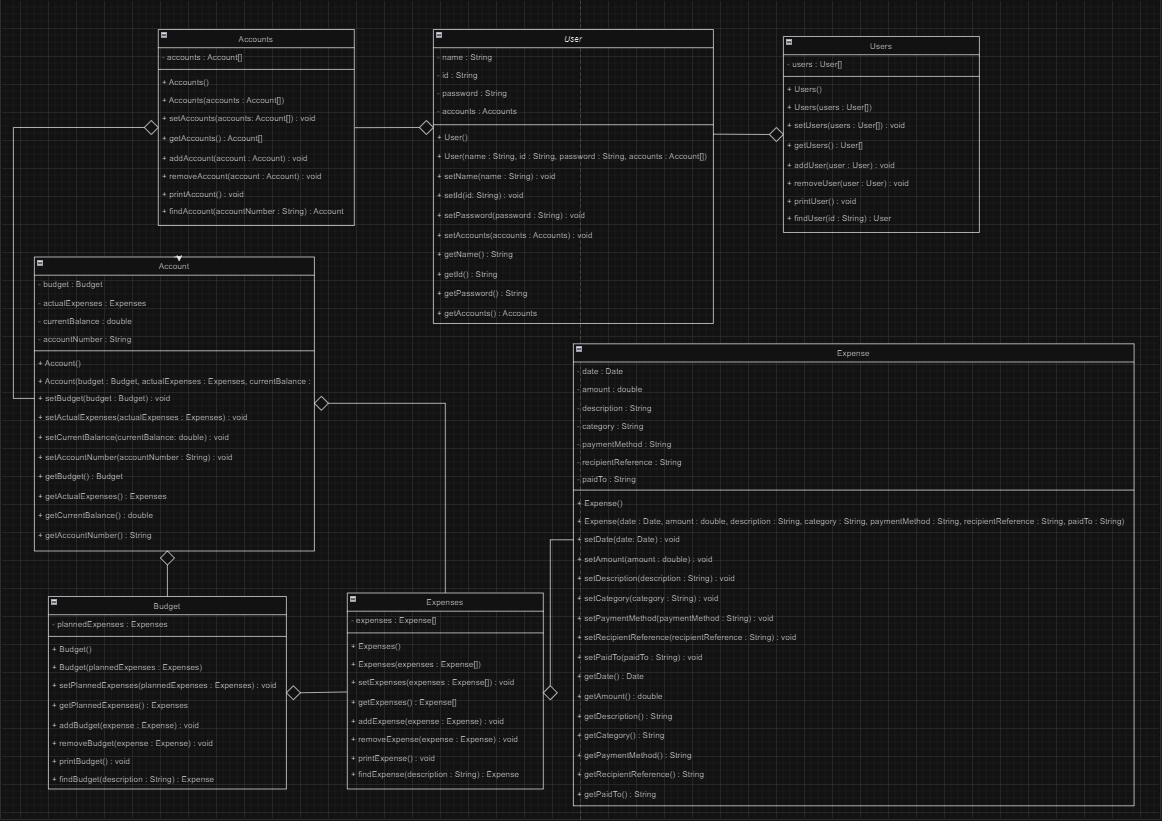 Accounts
- accounts : Account[]
+ Accounts()
+ Accounts(accounts : Account[])
+ setAccounts(accounts: Account[]) : void
+ getAccounts() : Account[]
+ addAccount(account : Account) : void
+ removeAccount(account : Account) : void
+ printAccount() : void
+ findAccount(accountNumber : String) : Account
User
- name : String
- id : String
- password : String
- accounts : Accounts
+ User()
+ User(name : String, id : String, password : String, accounts : Account[])
+ setName(name : String) : void
+ setId(id: String) : void
+ setPassword(password : String) : void
+ setAccounts(accounts : Accounts) : void
+ getName() : String
+ getId() : String
+ getPassword() : String
+ getAccounts() : Accounts
Users
- users : User[]
+ Users()
+ Users(users : User[])
+ setUsers(users : User[]) : void
+ getUsers() : User[]
+ addUser(user : User) : void
+ removeUser(user : User) : void
+ printUser() : void
+ findUser(id : String) : User
Account
- budget : Budget
- actualExpenses : Expenses
- currentBalance : double
- accountNumber : String
+ Account()
+ Account(budget : Budget, actualExpenses : Expenses, currentBalance :
+ setBudget(budget : Budget) : void
+ setActualExpenses(actualExpenses : Expenses) : void
+ setCurrentBalance(currentBalance: double) : void
+ setAccountNumber(accountNumber : String) : void
+ getBudget() : Budget
+ getActualExpenses() : Expenses
+ getCurrentBalance() : double
+ getAccountNumber() : String
Expense
- date : Date
- amount : double
- description : String
- category : String
- paymentMethod : String
- recipientReference : String
- paidTo : String
+ Expense()
+ Expense(date : Date, amount : double, description : String, category : String, paymentMethod : String, recipientReference : String, paidTo : String)
+ setDate(date: Date) : void
+ setAmount(amount : double) : void
+ setDescription(description : String) : void
+ setCategory(category : String) : void
+ setPaymentMethod(paymentMethod : String) : void
+ setRecipientReference(recipientReference : String) : void
+ setPaidTo(paidTo : String) : void
+ getDate() : Date
+ getAmount() : double
+ getDescription() : String
+ getCategory() : String
+ getPaymentMethod() : String
+ getRecipientReference() : String
+ getPaidTo() : String
Budget
- plannedExpenses : Expenses
+ Budget()
+ Budget(plannedExpenses : Expenses)
+ setPlannedExpenses(plannedExpenses : Expenses) : void
+ getPlannedExpenses() : Expenses
+ addBudget(expense : Expense) : void
+ removeBudget(expense : Expense) : void
+ printBudget() : void
+ findBudget(description : String) : Expense
Expenses
- expenses : Expense[]
+ Expenses()
+ Expenses(expenses : Expense[])
+ setExpenses(expenses : Expense[]) : void
+ getExpenses() : Expense[]
+ addExpense(expense : Expense) : void
+ removeExpense(expense : Expense) : void
+ printExpense() : void
+ findExpense(description : String) : Expense